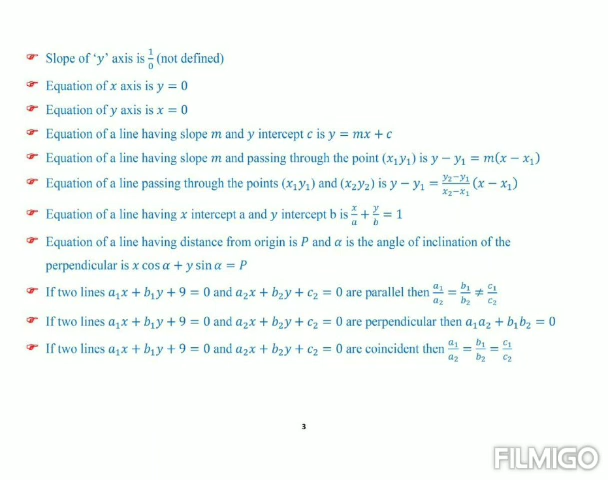 ☞ Slope of 'y' axis is 1/0 (not defined)
☞ Equation of x axis is y = 0
☞ Equation of y axis is x = 0
☞ Equation of a line having slope m and y intercept c is y = mx + c
☞ Equation of a line having slope m and passing through the point (x₁y₁) is y − y₁ = m(x − x₁)
☞ Equation of a line passing through the points (x₁y₁) and (x₂y₂) is y − y₁ = (y₂−y₁)/(x₂−x₁) (x − x₁)
☞ Equation of a line having x intercept a and y intercept b is x/a + y/b = 1
☞ Equation of a line having distance from origin is P and α is the angle of inclination of the
perpendicular is x cos α + y sin α = P
☞ If two lines a₁x + b₁y + 9 = 0 and a₂x + b₂y + c₂ = 0 are parallel then a₁/a₂ = b₁/b₂ ≠ c₁/c₂
☞ If two lines a₁x + b₁y + 9 = 0 and a₂x + b₂y + c₂ = 0 are perpendicular then a₁a₂ + b₁b₂ = 0
☞ If two lines a₁x + b₁y + 9 = 0 and a₂x + b₂y + c₂ = 0 are coincident then a₁/a₂ = b₁/b₂ = c₁/c₂
3
FILMIGO